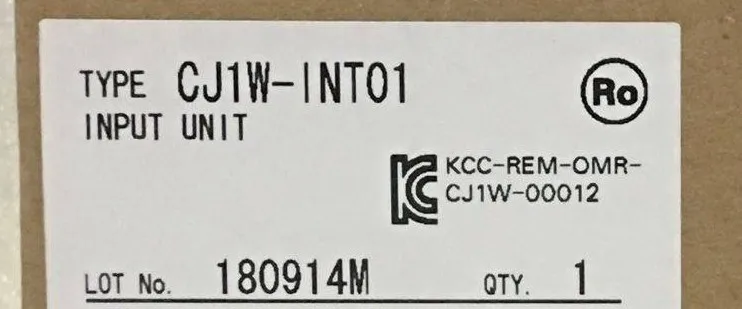 TYPE CJ1W-INT01
Ro
INPUT UNIT
KCC-REM-OMR-
CJ1W-00012
LOT No. 180914M QTY. 1